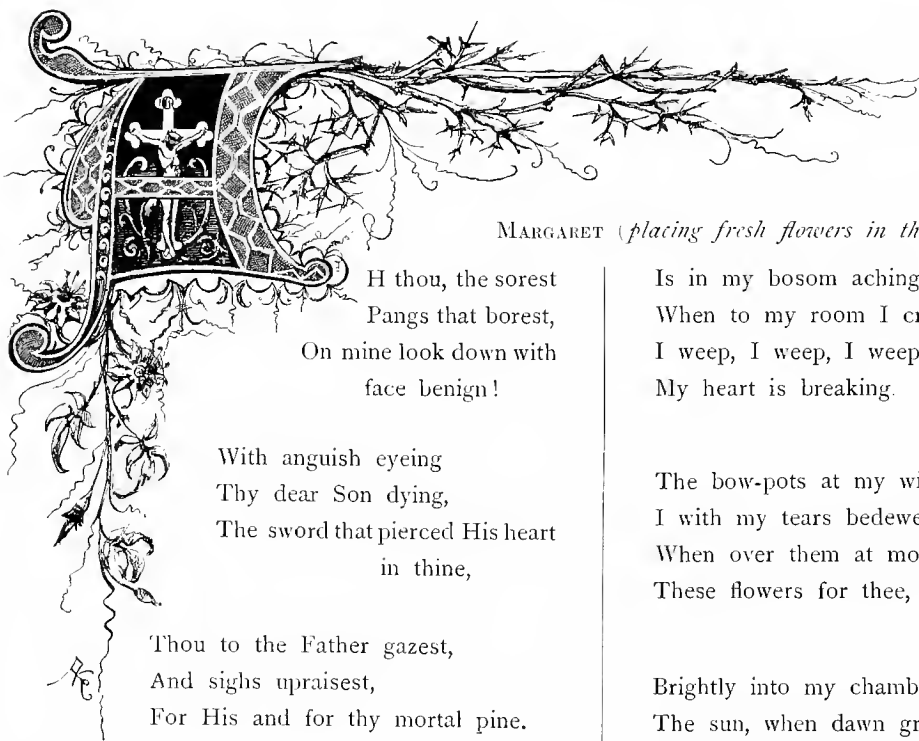 MARGARET (placing fresh flowers in th
AH thou, the sorest
Pangs that borest,
On mine look down with
face benign!
With anguish eyeing
Thy dear Son dying,
The sword that pierced His heart
in thine,
Thou to the Father gazest,
And sighs upraisest,
For His and for thy mortal pine.
Is in my bosom aching
When to my room I cr
I weep, I weep, I weep
My heart is breaking.
The bow-pots at my wi
I with my tears bedewe
When over them at mo
These flowers for thee,
Brightly into my chamb
The sun, when dawn gr